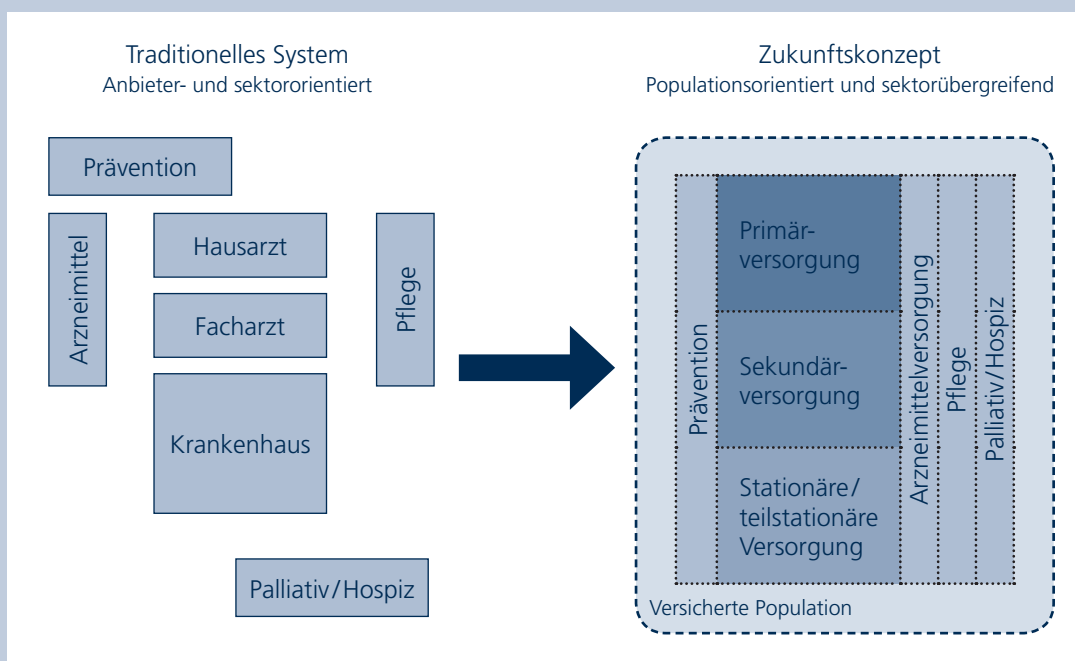 Traditionelles System
Anbieter- und sektororientiert
Prävention
Arzneimittel
Hausarzt
Facharzt
Krankenhaus
Pflege
Palliativ/Hospiz
Zukunftskonzept
Populationsorientiert und sektorübergreifend
Prävention
Primär-
versorgung
Sekundär-
versorgung
Stationäre/
teilstationäre
Versorgung
Arzneimittelversorgung
Pflege
Palliativ/Hospiz
Versicherte Population